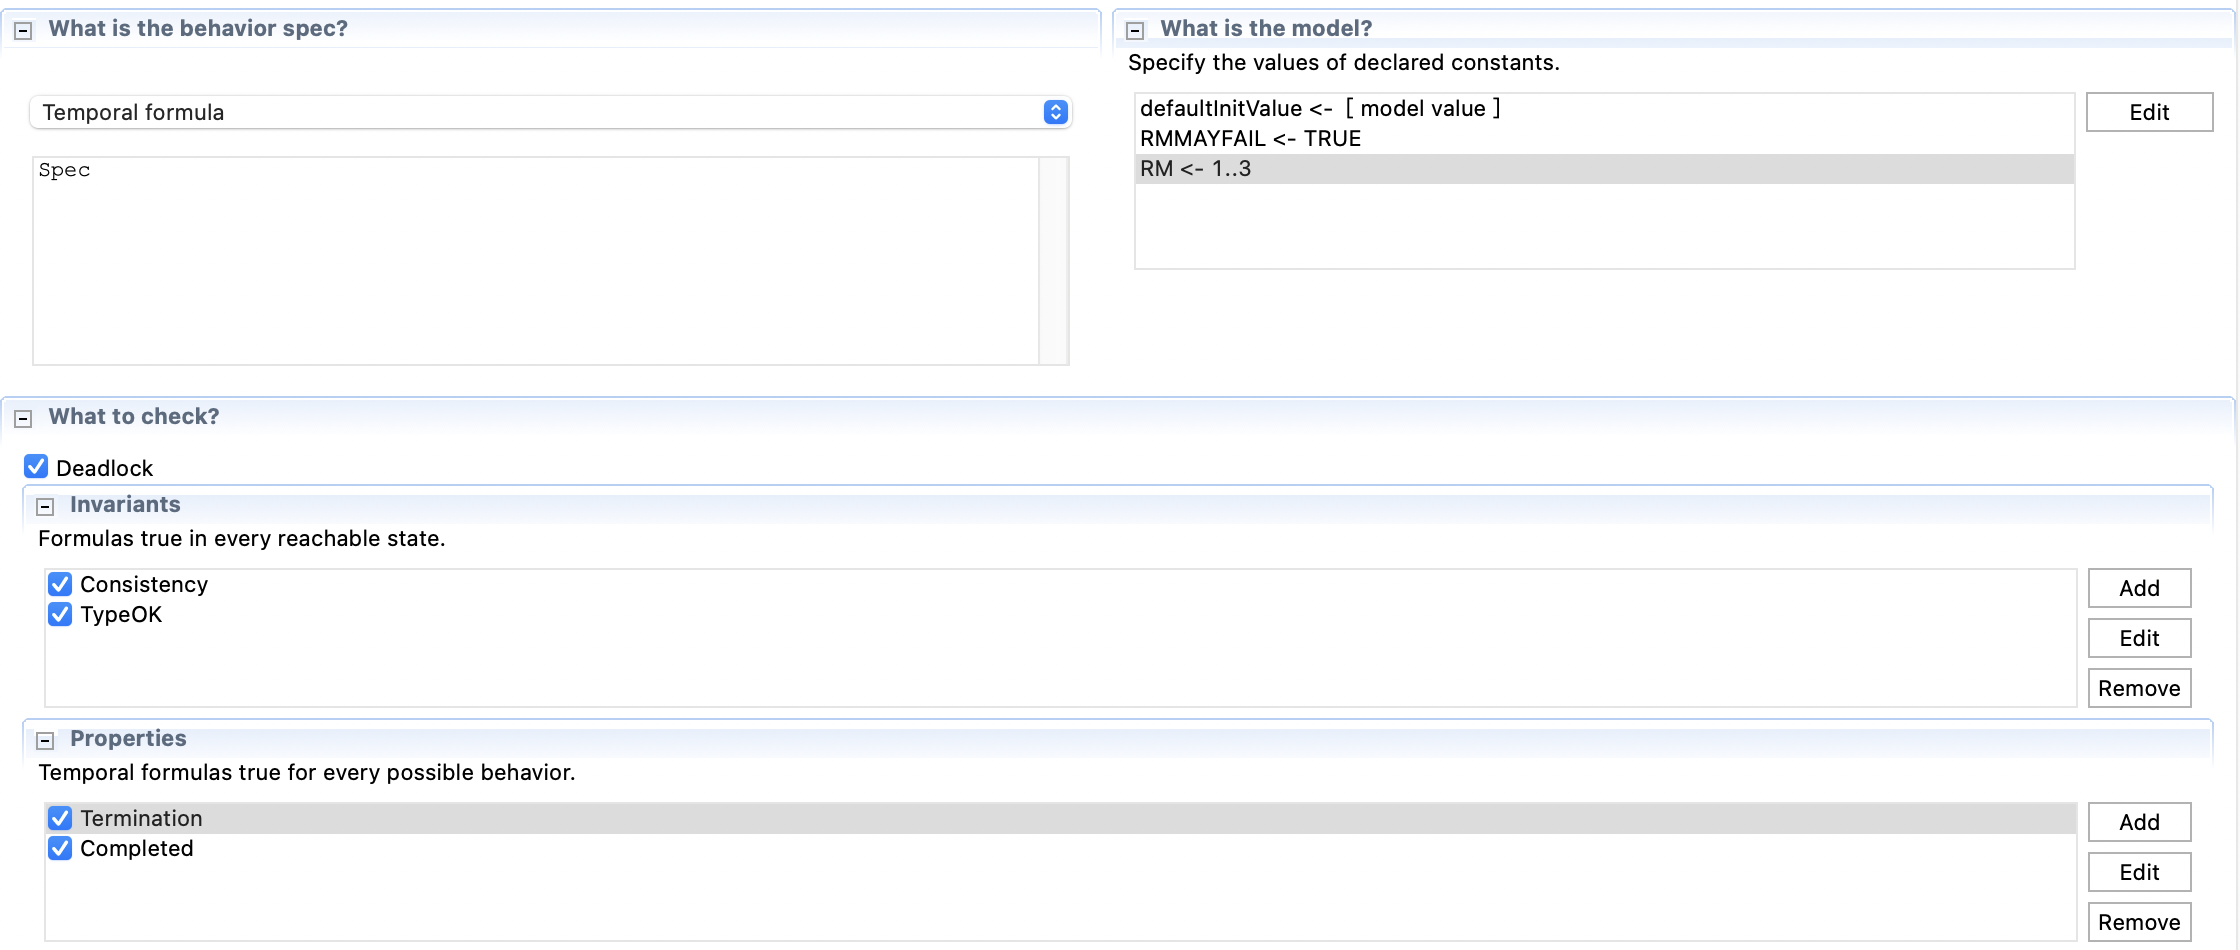 What is the behavior spec?
Temporal formula
Spec
What is the model?
Specify the values of declared constants.
defaultInitValue <- [ model value ]
RMMAYFAIL <- TRUE
RM <- 1..3
Edit
What to check?
Deadlock
Invariants
Formulas true in every reachable state.
Consistency
TypeOK
Add
Edit
Remove
Properties
Temporal formulas true for every possible behavior.
Termination
Completed
Add
Edit
Remove